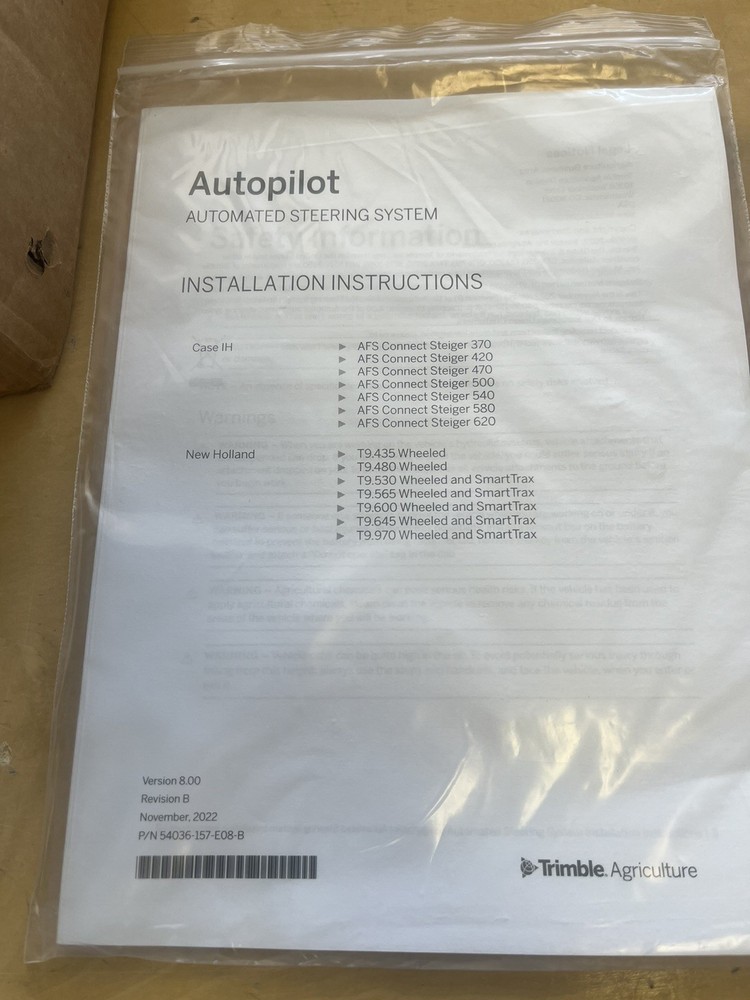 Autopilot
AUTOMATED STEERING SYSTEM
Safety Information
INSTALLATION INSTRUCTIONS
Case IH ► AFS Connect Steiger 370
► AFS Connect Steiger 420
► AFS Connect Steiger 470
► AFS Connect Steiger 500
► AFS Connect Steiger 540
► AFS Connect Steiger 580
► AFS Connect Steiger 620
Warnings
New Holland ► T9.435 Wheeled
► T9.480 Wheeled
► T9.530 Wheeled and SmartTrax
► T9.565 Wheeled and SmartTrax
► T9.600 Wheeled and SmartTrax
► T9.645 Wheeled and SmartTrax
► T9.970 Wheeled and SmartTrax
Version 8.00
Revision B
November, 2022
P/N 54036-157-E08-B
Trimble. Agriculture